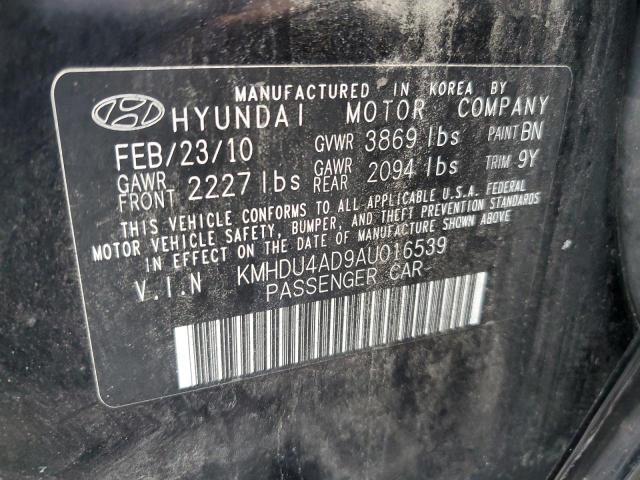 MANUFACTURED IN KOREA BY
HYUNDAI MOTOR COMPANY
FEB/23/10 GVWR 3869 lbs PAINT BN
GAWR FRONT 2227 lbs GAWR REAR 2094 lbs TRIM 9Y
THIS VEHICLE CONFORMS TO ALL APPLICABLE U.S.A. FEDERAL
MOTOR VEHICLE SAFETY, BUMPER, AND THEFT PREVENTION STANDARDS
IN EFFECT ON THE DATE OF MANUFACTURE SHOWN ABOVE
V.I.N KMHDU4AD9AU016539
PASSENGER CAR